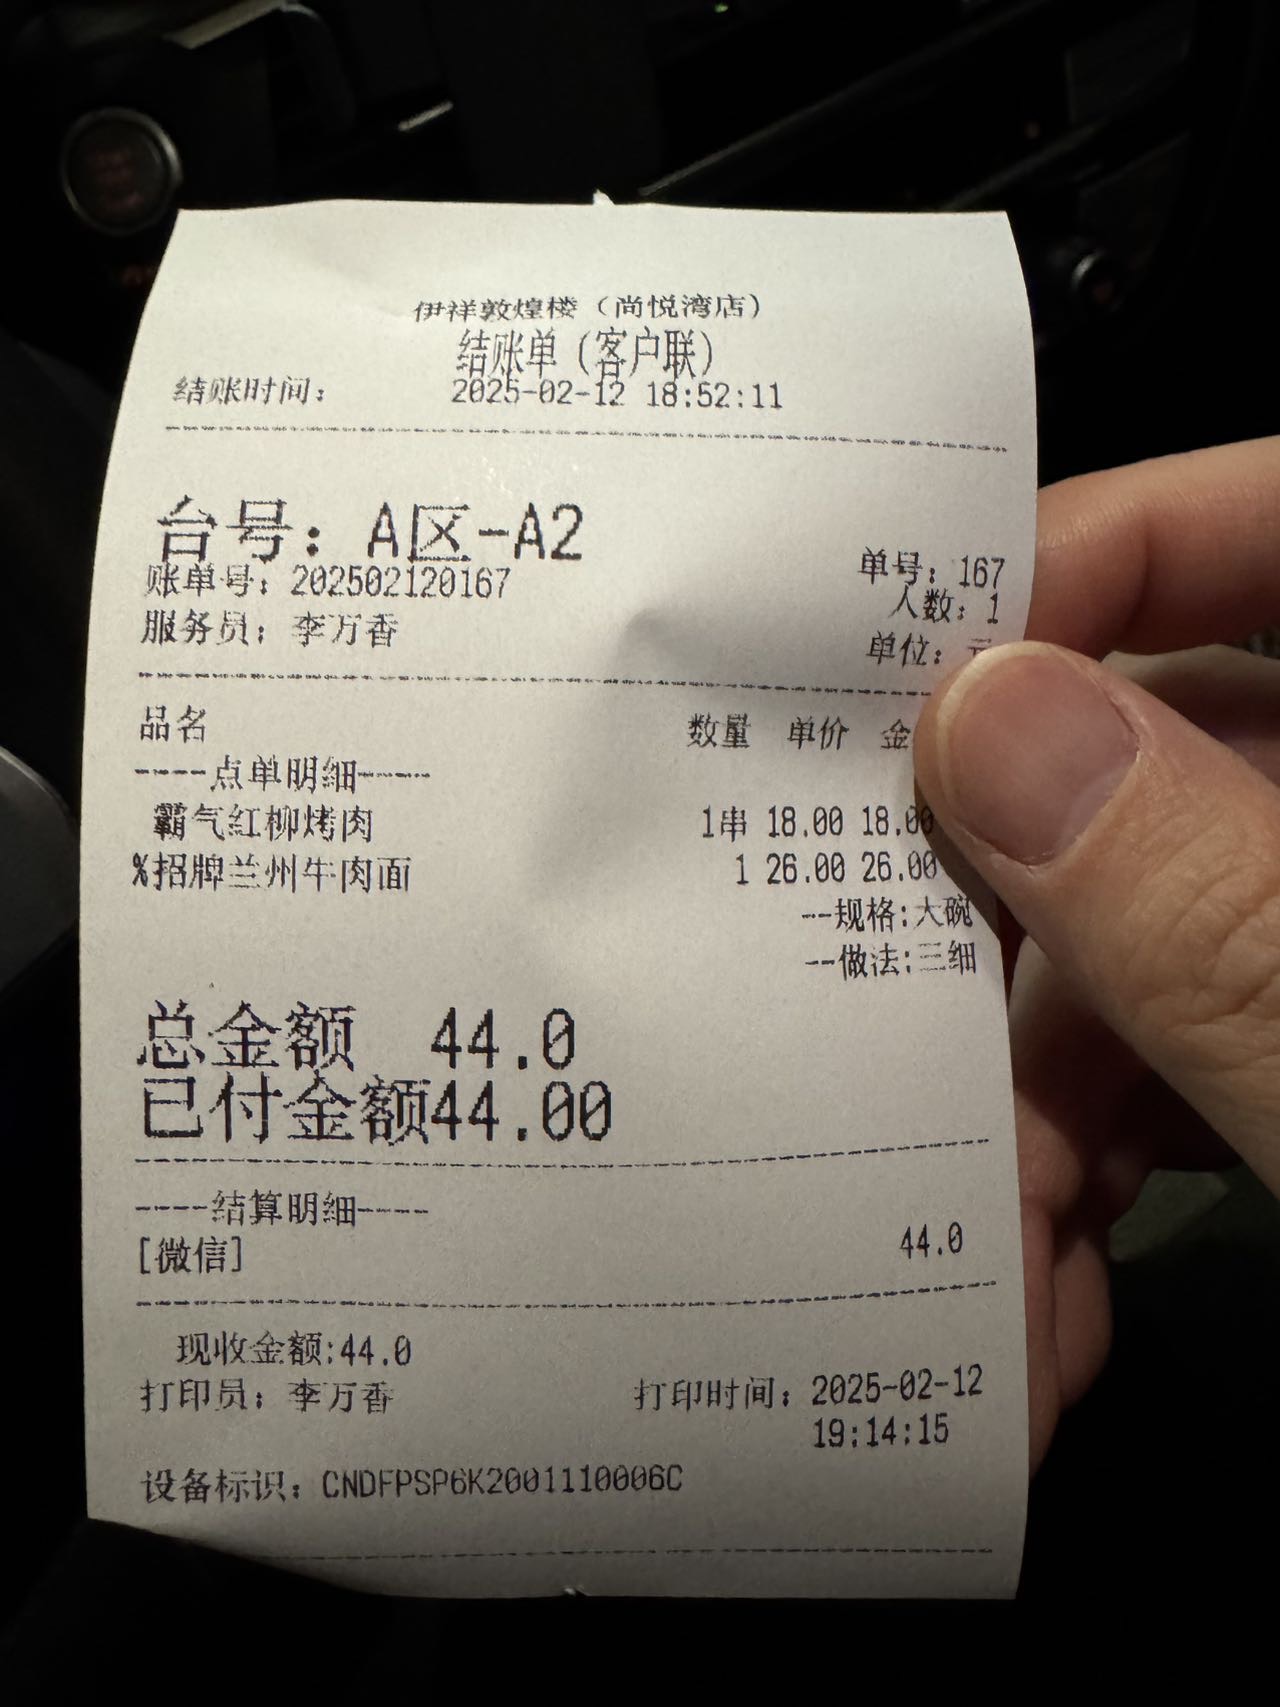 伊祥敦煌楼（尚悦湾店）
结账单（客户联）
结账时间： 2025-02-12 18:52:11
台号：A区-A2
账单号：202502120167 单号：167
服务员：李万香 人数：1
单位：元
品名 数量 单价 金
----点单明细----
霸气红柳烤肉 1串 18.00 18.00
%招牌兰州牛肉面 1 26.00 26.00
--规格:大碗
--做法:三细
总金额 44.0
已付金额44.00
----结算明细----
[微信] 44.0
现收金额:44.0
打印员：李万香 打印时间：2025-02-12
19:14:15
设备标识：CNDFPSP6K2001110006C